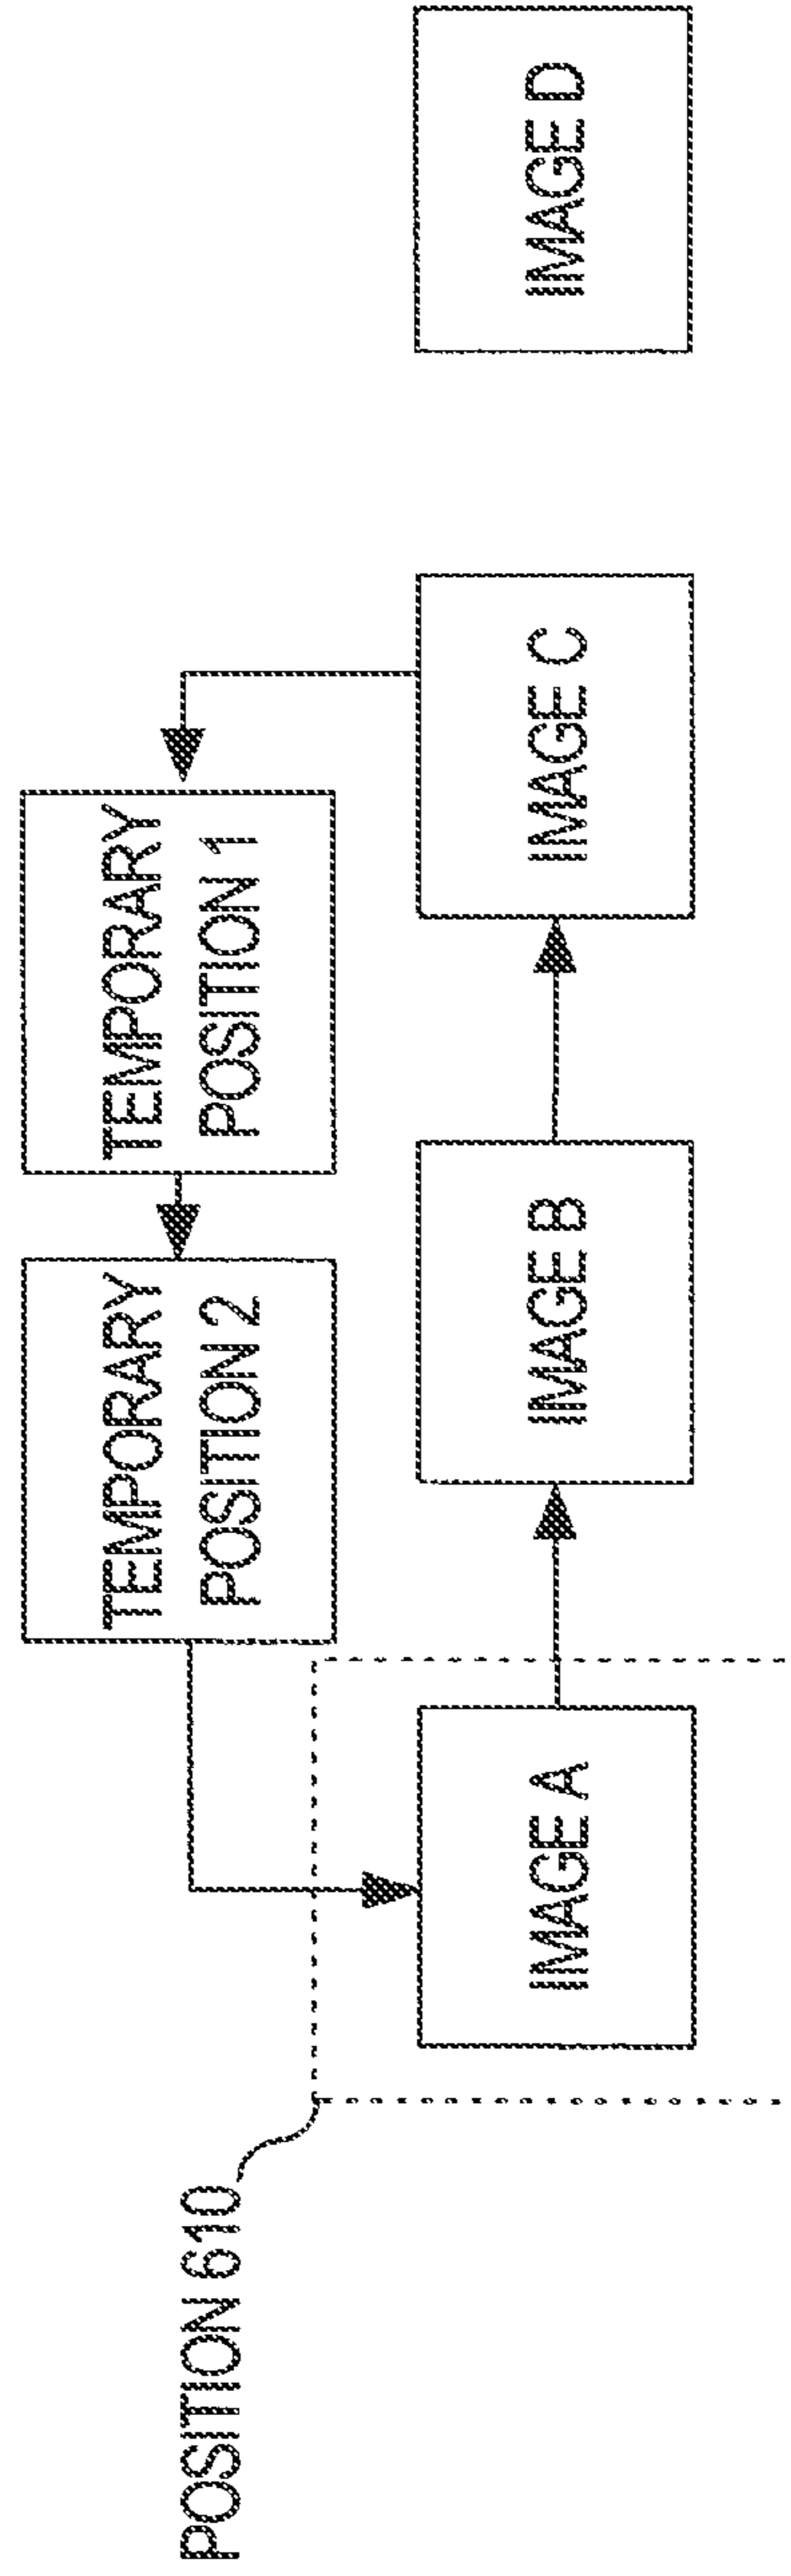 POSITION 610
TEMPORARY
POSITION 2
TEMPORARY
POSITION 1
IMAGE A
IMAGE B
IMAGE C
IMAGE D